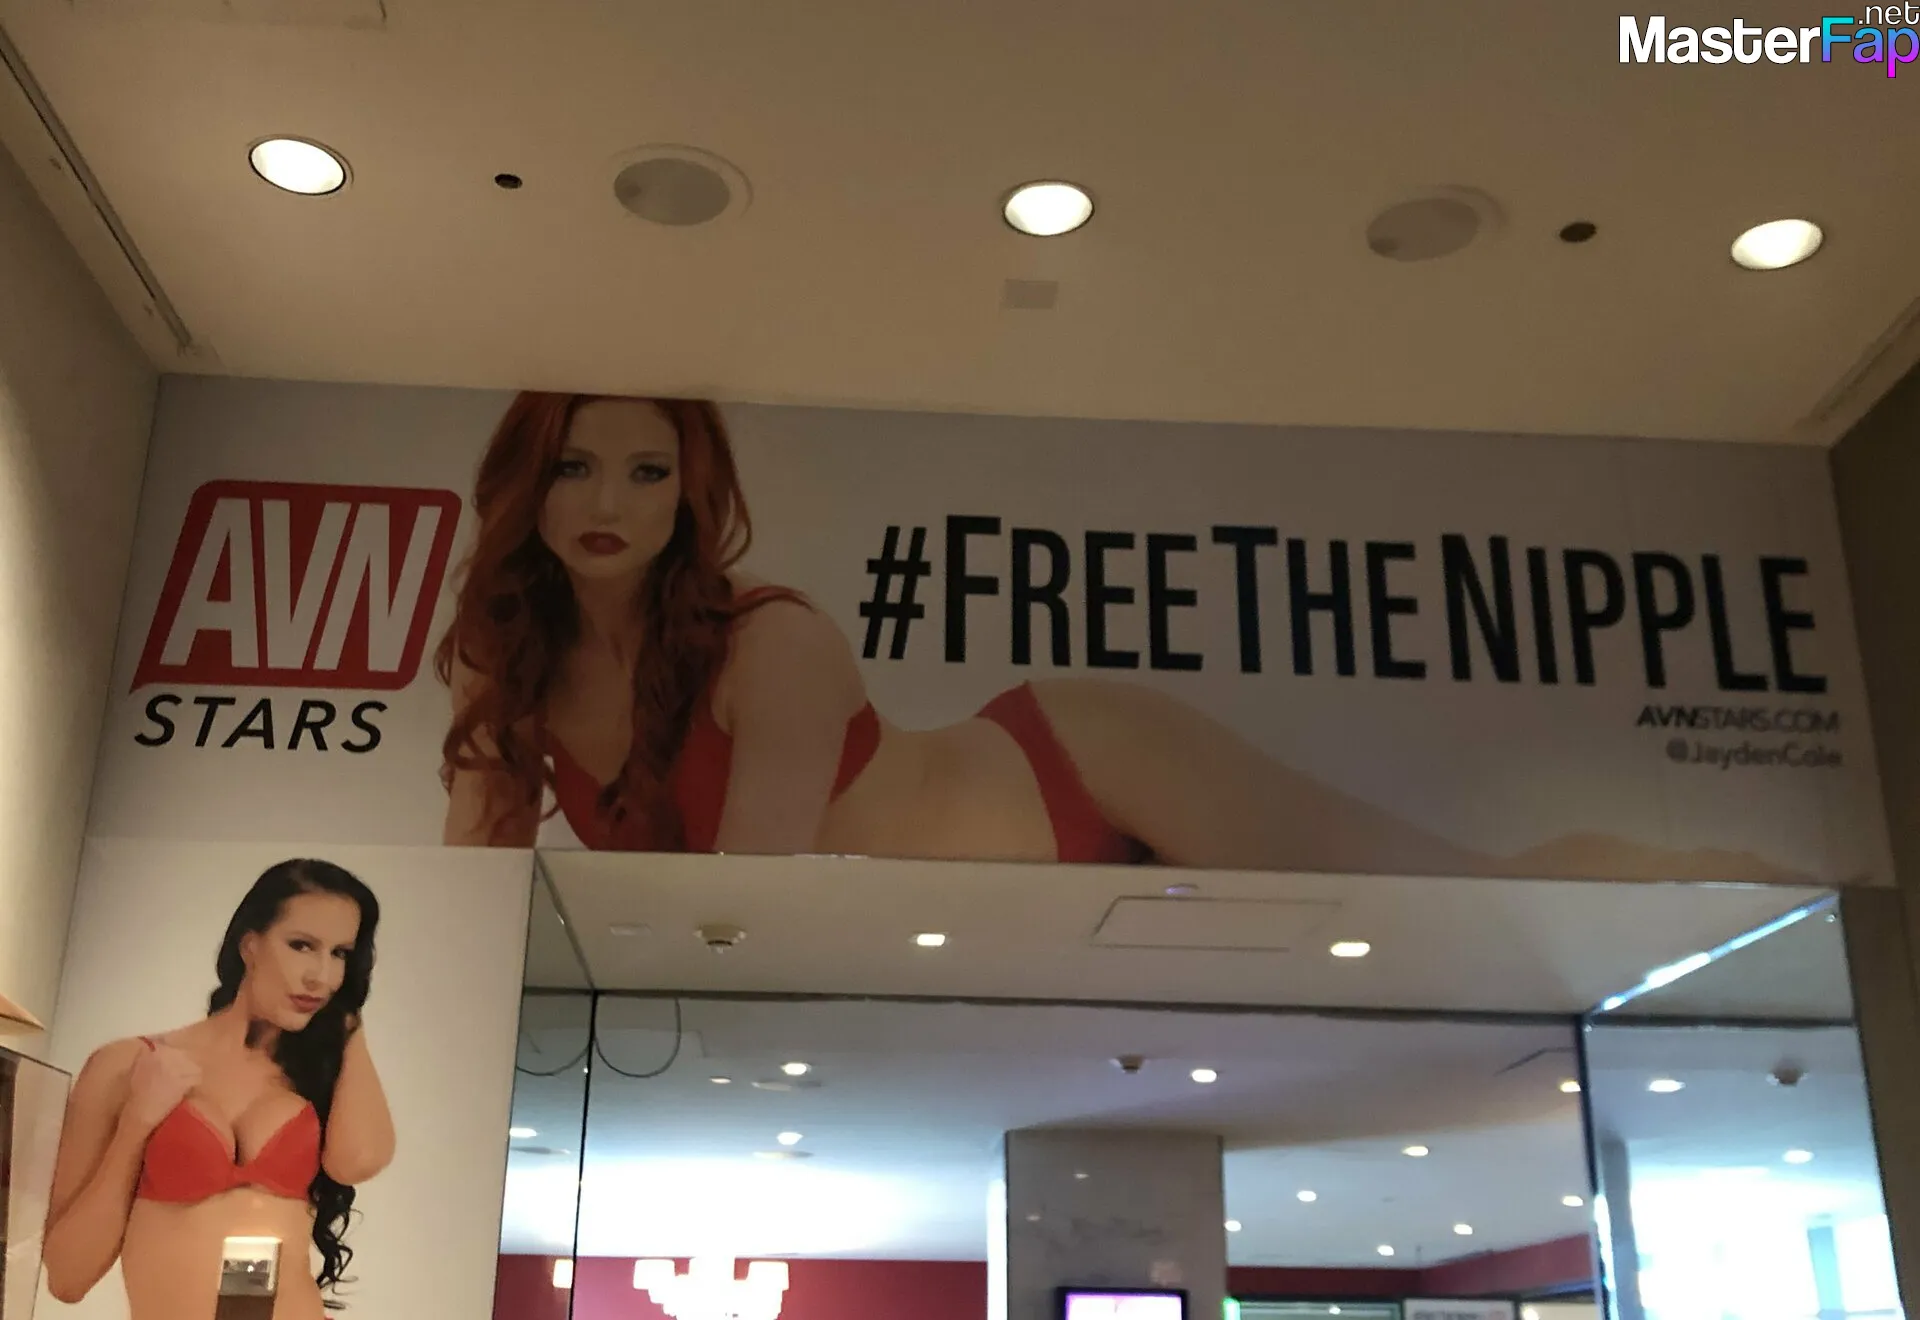 MasterFap.net
AVN
STARS
#FREETHENIPPLE
AVNSTARS.COM
@JaydenCole